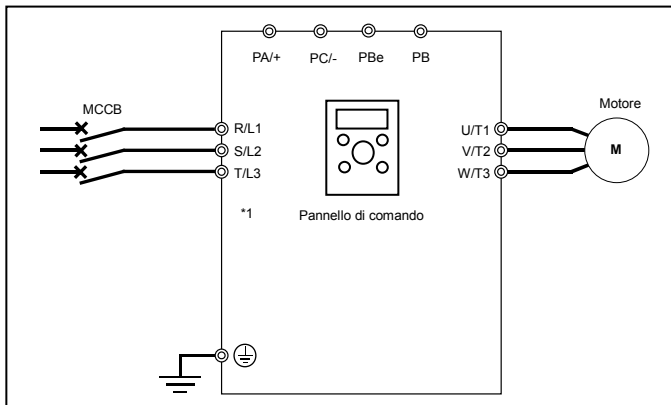 PA/+ PC/- PBe PB
MCCB
Motore
R/L1
U/T1
S/L2
V/T2
M
T/L3
W/T3
*1
Pannello di comando